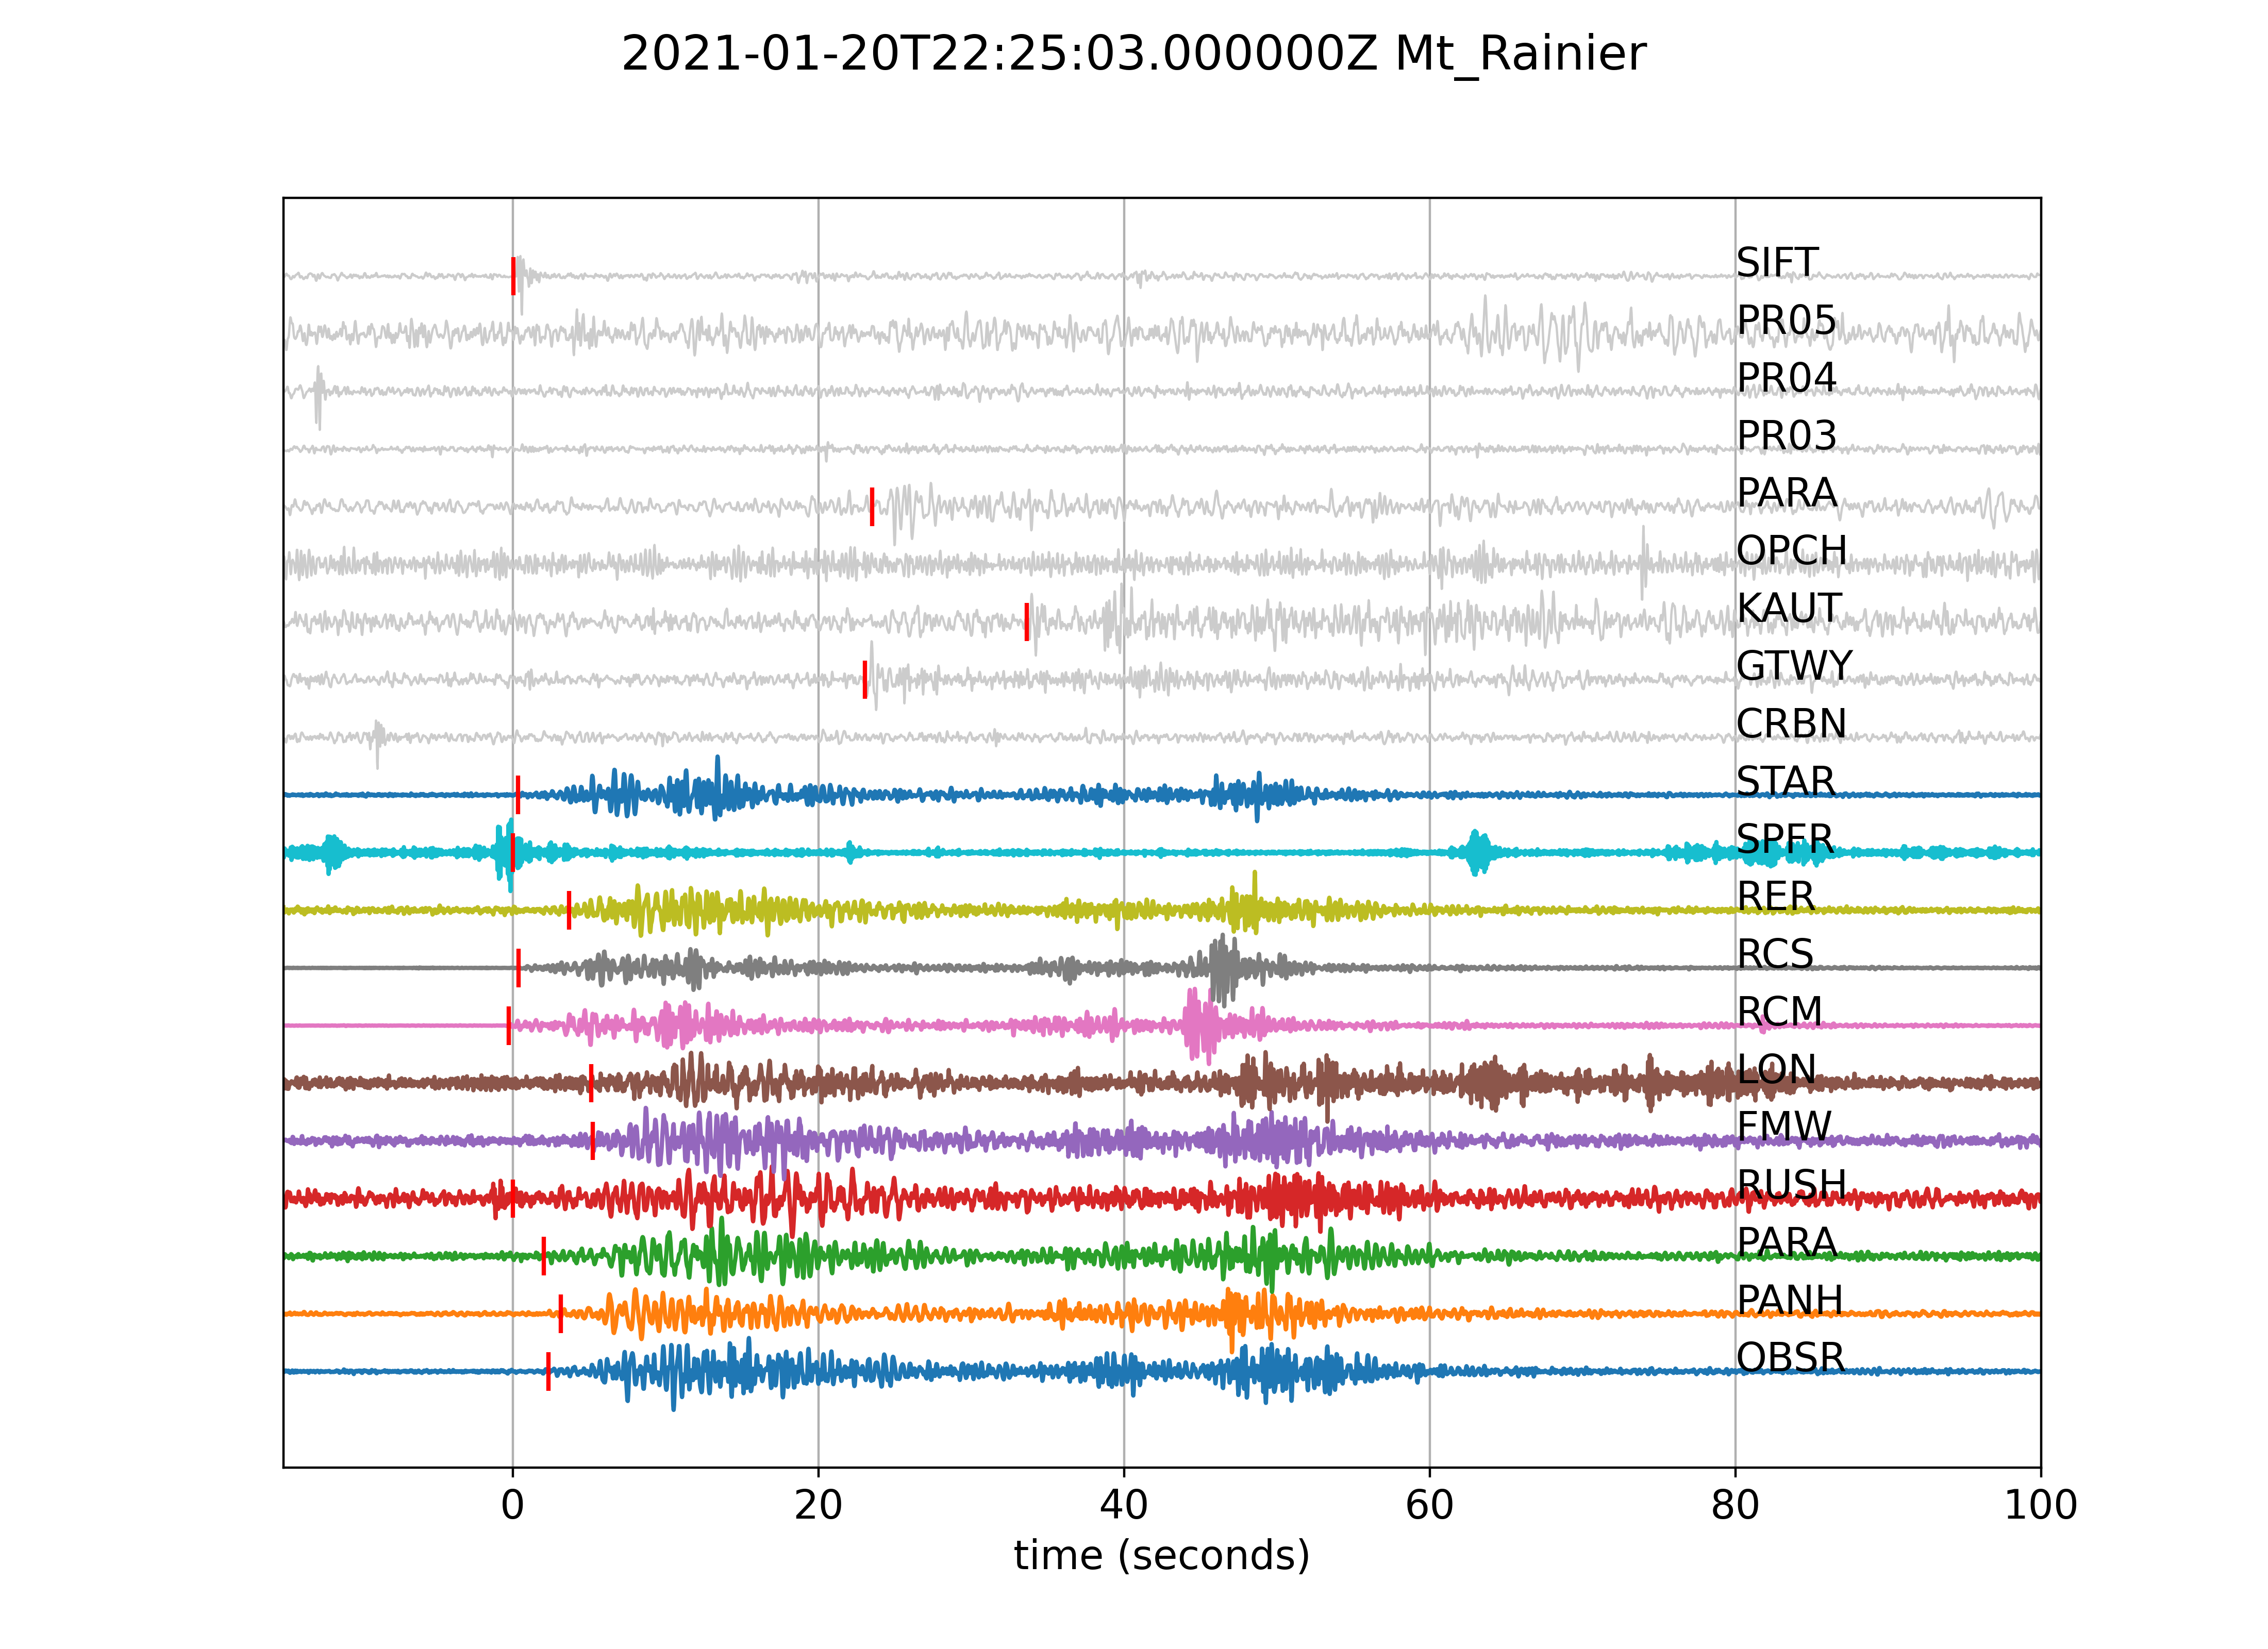 2021-01-20T22:25:03.000000Z Mt_Rainier
SIFT
PR05
PR04
PR03
PARA
OPCH
KAUT
GTWY
CRBN
STAR
SPFR
RER
RCS
RCM
LON
FMW
RUSH
PARA
PANH
OBSR
0 20 40 60 80 100
time (seconds)